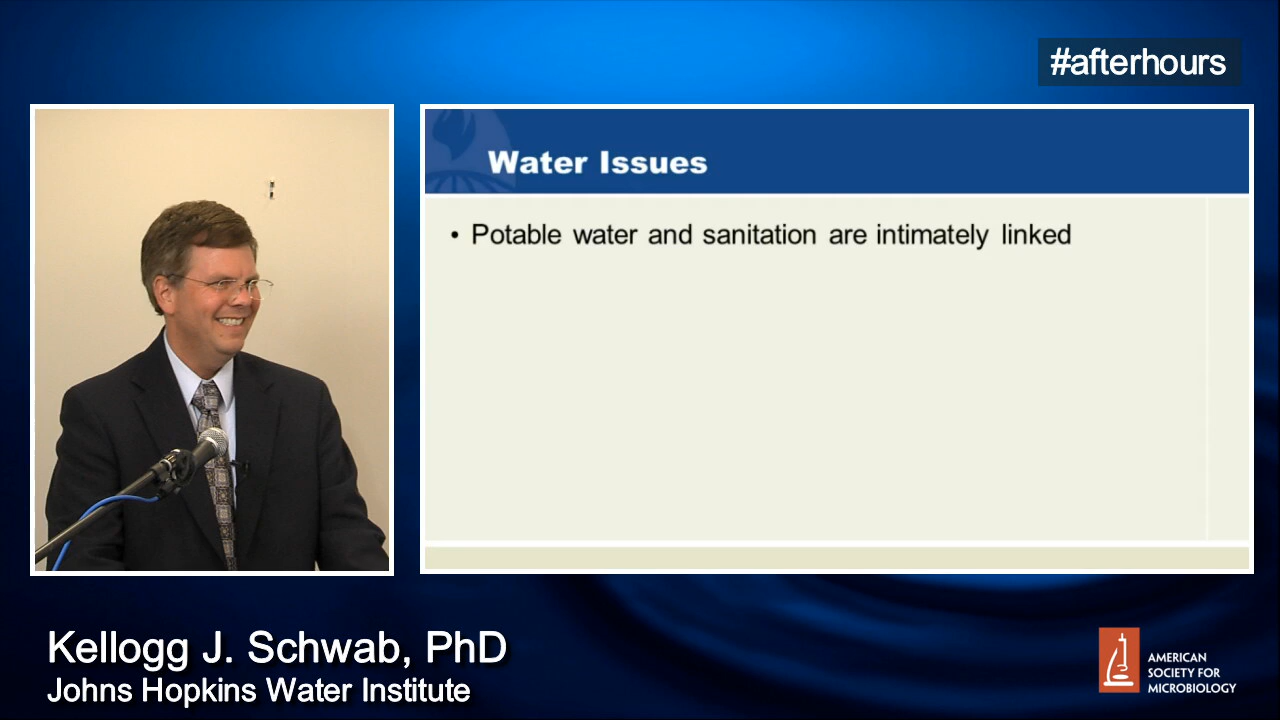 #afterhours
Water Issues
• Potable water and sanitation are intimately linked
Kellogg J. Schwab, PhD
Johns Hopkins Water Institute
AMERICAN
SOCIETY FOR
MICROBIOLOGY